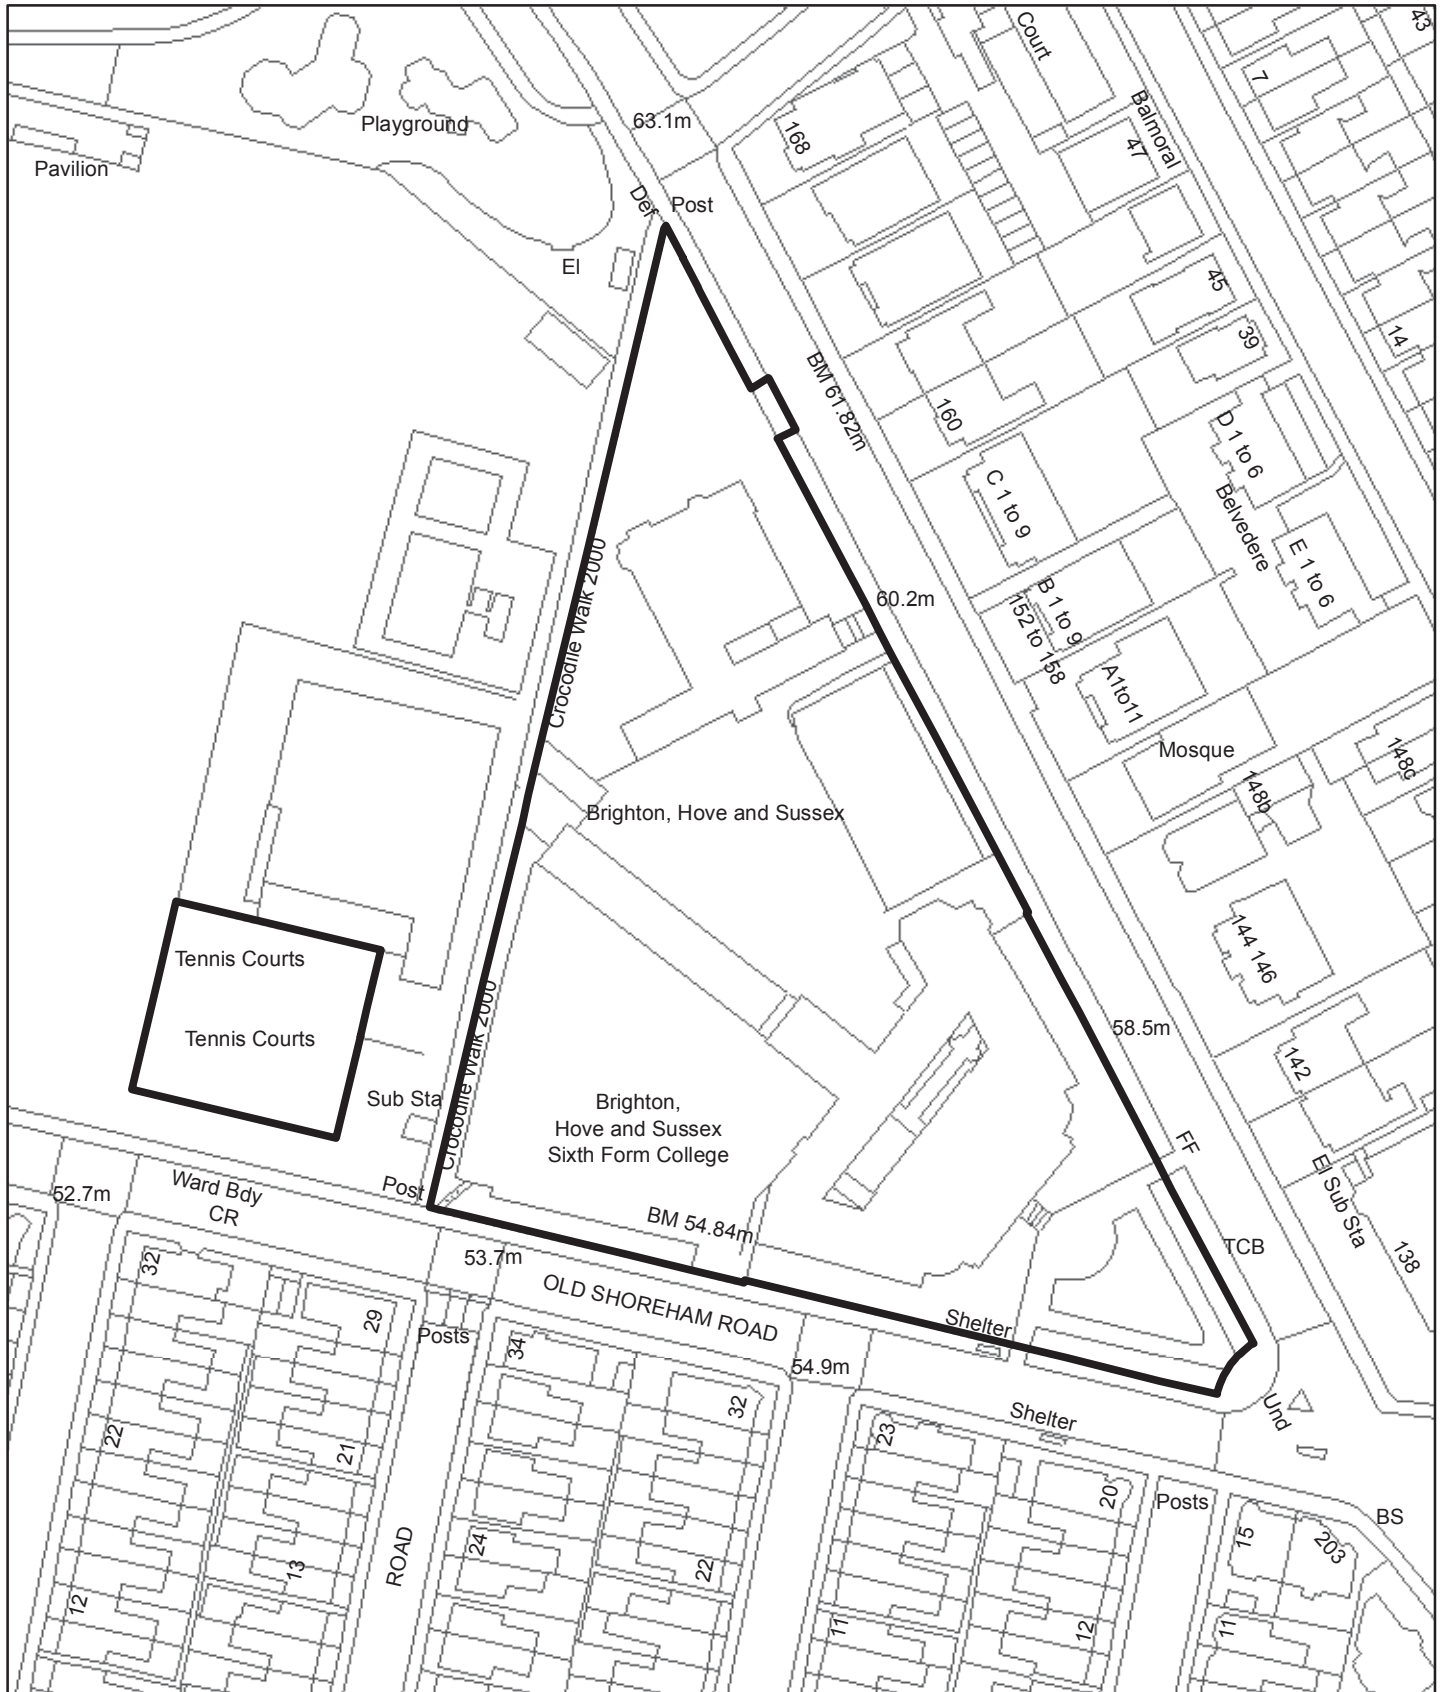 Court
43
7
63.1m
Playground
168
Balmoral
47
Pavilion
Def
Post
El
45
39
14
BM 61.82m
160
D 1 to 6
C 1 to 9
Belvedere
E 1 to 6
Crocodile Walk 2000
60.2m
B 1 to 9
152 to 158
A1to11
Mosque
148c
148b
Brighton, Hove and Sussex
144 146
Tennis Courts
Tennis Courts
58.5m
142
Crocodile Walk 2000
Sub Sta
Brighton,
Hove and Sussex
Sixth Form College
FF
El Sub Sta
52.7m
Ward Bdy
CR
Post
BM 54.84m
TCB
138
53.7m
32
OLD SHOREHAM ROAD
29
Posts
34
Shelter
54.9m
32
Shelter
Und
22
21
23
20
Posts
BS
15
203
24
ROAD
13
22
12
11
12
11